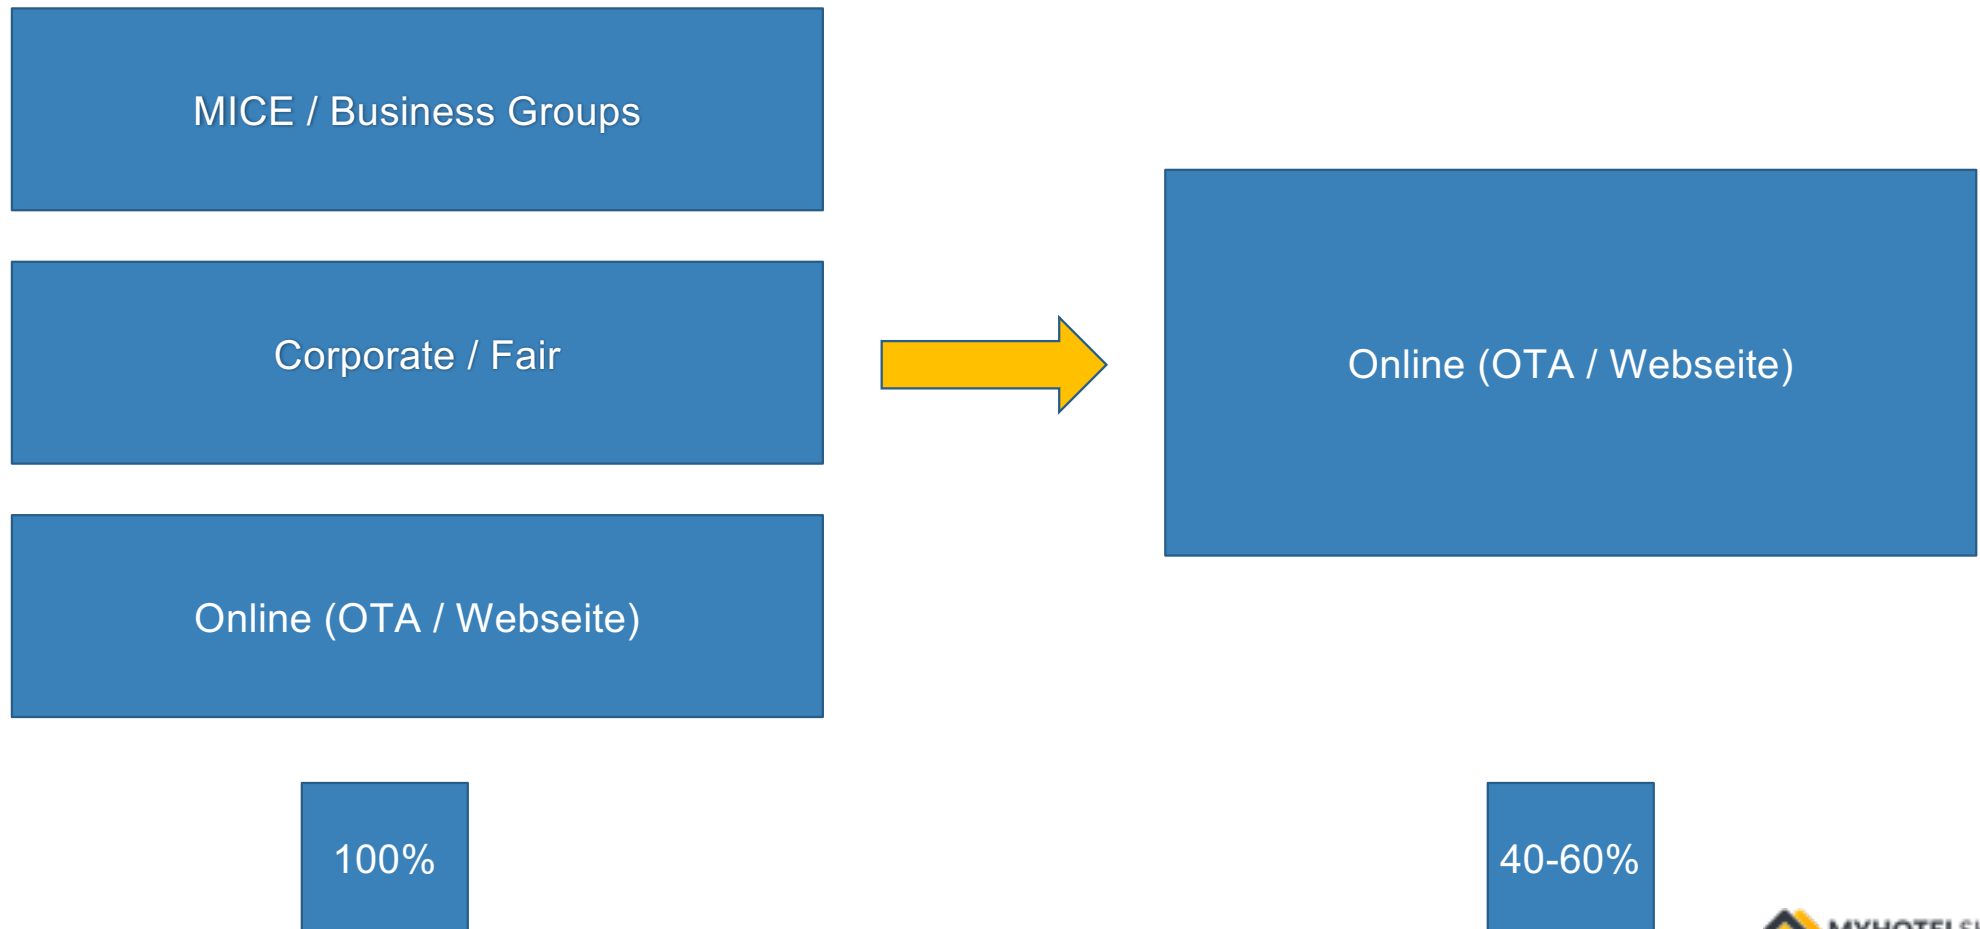 MICE / Business Groups
Corporate / Fair
Online (OTA / Webseite)
Online (OTA / Webseite)
100%
40-60%